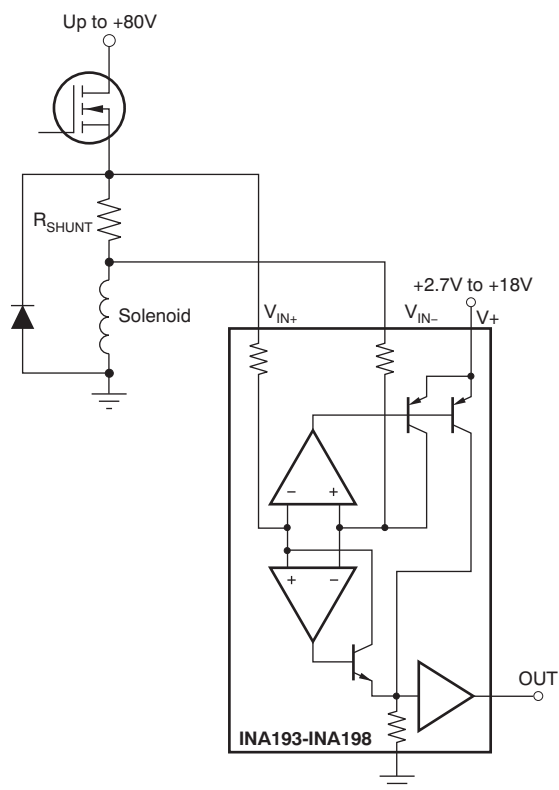 Up to +80V
R_SHUNT
Solenoid
+2.7V to +18V
V_IN+
V_IN−
V+
−
+
+
−
OUT
INA193-INA198